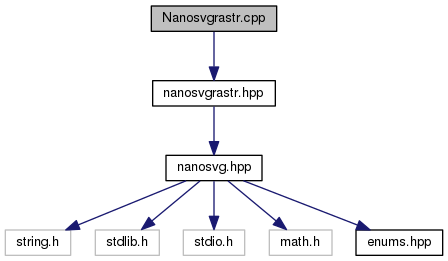 Nanosvgrastr.cpp
nanosvgrastr.hpp
nanosvg.hpp
string.h
stdlib.h
stdio.h
math.h
enums.hpp